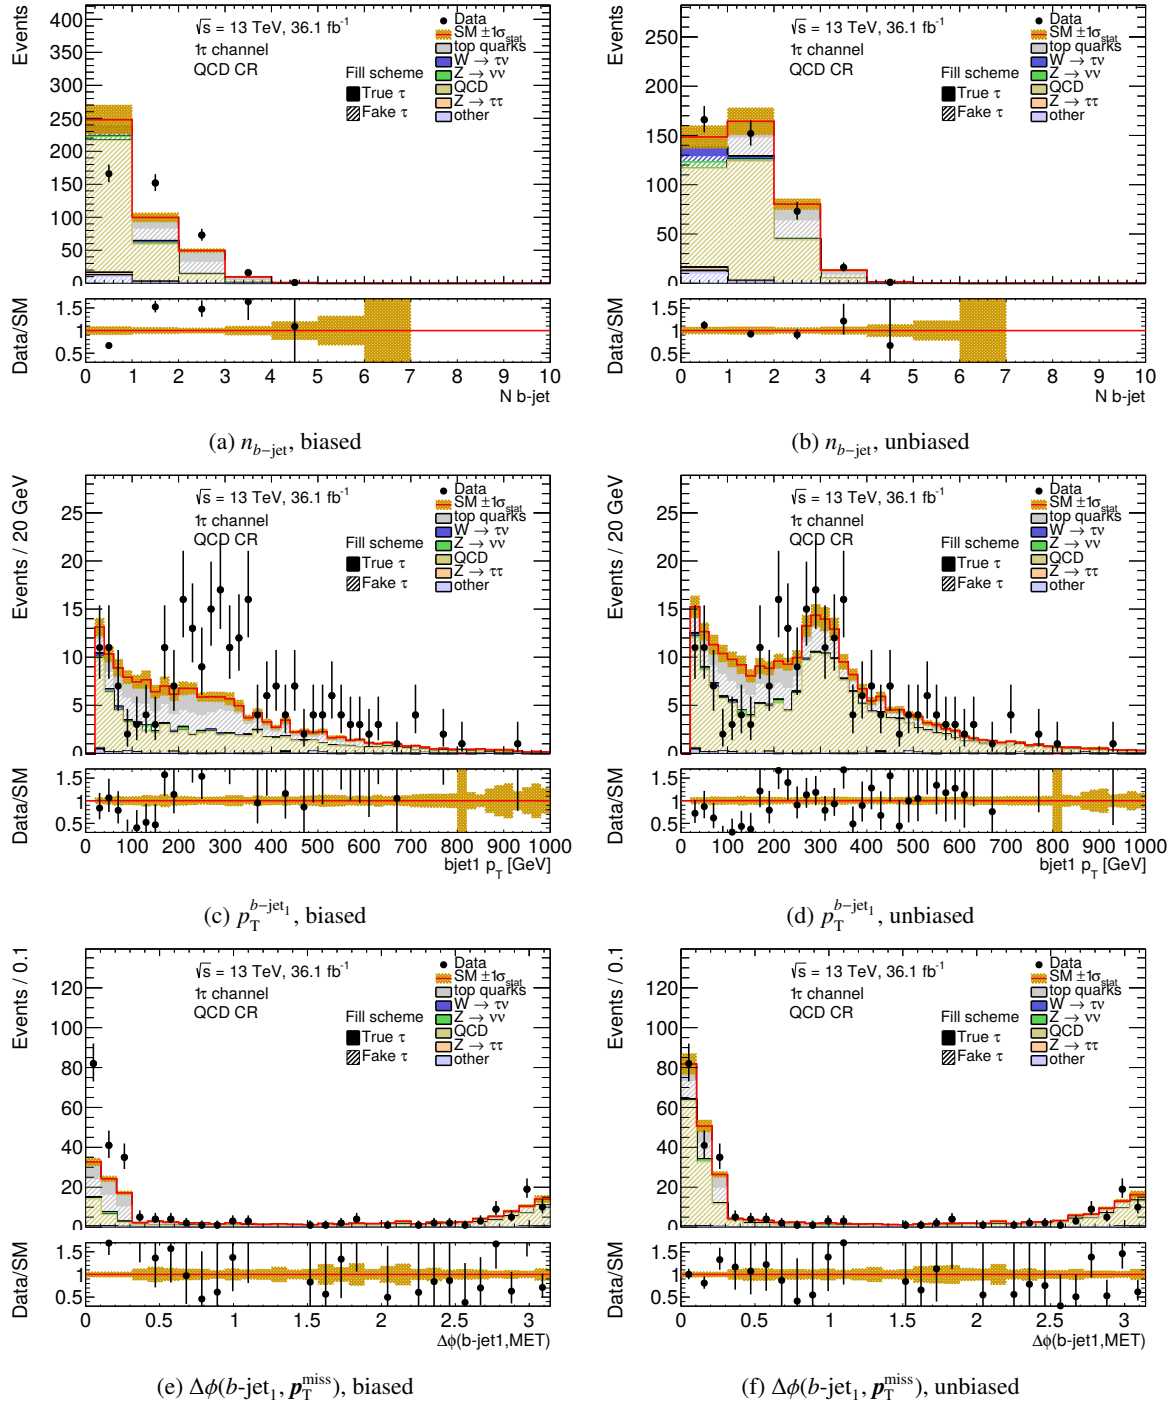 Events
400
350
300
250
200
150
100
50
0
√s = 13 TeV, 36.1 fb-1
1τ channel
QCD CR
Fill scheme
True τ
Fake τ
Data
SM ±1σstat
top quarks
W → τν
Z → νν
QCD
Z → ττ
other
Data/SM
1.5
1
0.5
0 1 2 3 4 5 6 7 8 9 10
N b-jet
(a) nb−jet, biased
Events
250
200
150
100
50
0
√s = 13 TeV, 36.1 fb-1
1τ channel
QCD CR
Fill scheme
True τ
Fake τ
Data
SM ±1σstat
top quarks
W → τν
Z → νν
QCD
Z → ττ
other
Data/SM
1.5
1
0.5
0 1 2 3 4 5 6 7 8 9 10
N b-jet
(b) nb−jet, unbiased
Events / 20 GeV
25
20
15
10
5
0
√s = 13 TeV, 36.1 fb-1
1τ channel
QCD CR
Fill scheme
True τ
Fake τ
Data
SM ±1σstat
top quarks
W → τν
Z → νν
QCD
Z → ττ
other
Data/SM
1.5
1
0.5
0 100 200 300 400 500 600 700 800 900 1000
bjet1 pT [GeV]
(c) pTb−jet1, biased
Events / 20 GeV
25
20
15
10
5
0
√s = 13 TeV, 36.1 fb-1
1τ channel
QCD CR
Fill scheme
True τ
Fake τ
Data
SM ±1σstat
top quarks
W → τν
Z → νν
QCD
Z → ττ
other
Data/SM
1.5
1
0.5
0 100 200 300 400 500 600 700 800 900 1000
bjet1 pT [GeV]
(d) pTb−jet1, unbiased
Events / 0.1
120
100
80
60
40
20
0
√s = 13 TeV, 36.1 fb-1
1τ channel
QCD CR
Fill scheme
True τ
Fake τ
Data
SM ±1σstat
top quarks
W → τν
Z → νν
QCD
Z → ττ
other
Data/SM
1.5
1
0.5
0 0.5 1 1.5 2 2.5 3
Δϕ(b-jet1,MET)
(e) Δϕ(b-jet1, pTmiss), biased
Events / 0.1
120
100
80
60
40
20
0
√s = 13 TeV, 36.1 fb-1
1τ channel
QCD CR
Fill scheme
True τ
Fake τ
Data
SM ±1σstat
top quarks
W → τν
Z → νν
QCD
Z → ττ
other
Data/SM
1.5
1
0.5
0 0.5 1 1.5 2 2.5 3
Δϕ(b-jet1,MET)
(f) Δϕ(b-jet1, pTmiss), unbiased